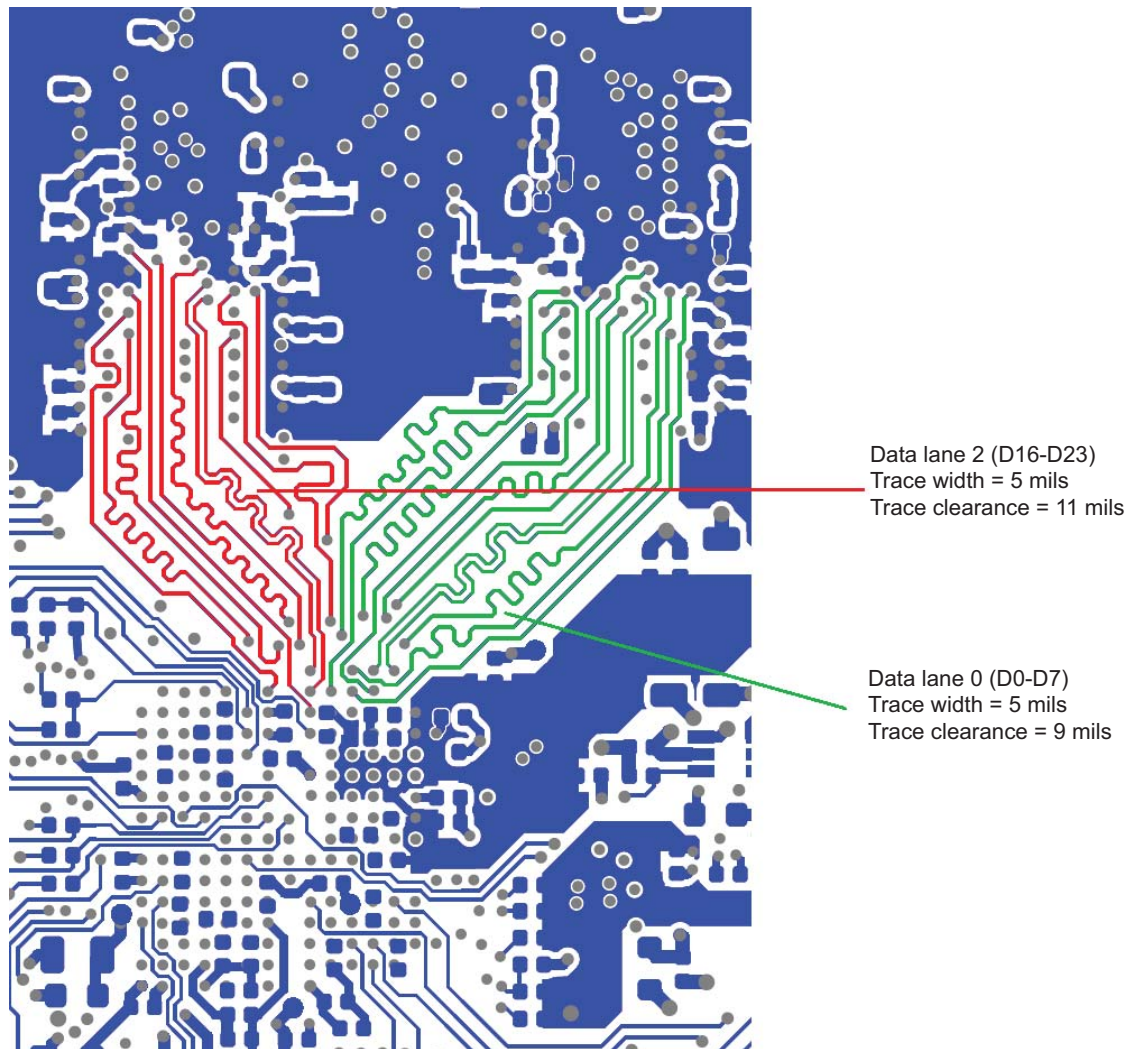 Data lane 2 (D16-D23)
Trace width = 5 mils
Trace clearance = 11 mils
Data lane 0 (D0-D7)
Trace width = 5 mils
Trace clearance = 9 mils